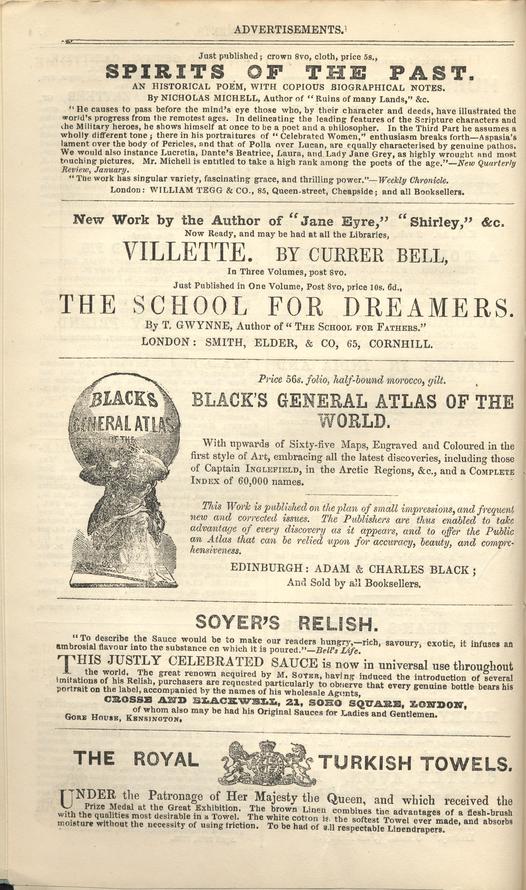 ADVERTISEMENTS.
Just published; crown 8vo, cloth, price 5s.,
SPIRITS OF THE PAST.
AN HISTORICAL POEM, WITH COPIOUS BIOGRAPHICAL NOTES.
By NICHOLAS MICHELL, Author of "Ruins of many Lands," &c.
"He causes to pass before the mind's eye those who, by their character and deeds, have illustrated the
world's progress from the remotest ages. In delineating the leading features of the Scripture characters and
the Military heroes, he shows himself at once to be a poet and a philosopher. In the Third Part he assumes a
wholly different tone; there in his portraitures of "Celebrated Women," enthusiasm breaks forth—Aspasia's
lament over the body of Pericles, and that of Polla over Lucan, are equally characterised by genuine pathos.
We would also instance Lucretia, Dante's Beatrice, Laura, and Lady Jane Grey, as highly wrought and most
touching pictures. Mr. Michell is entitled to take a high rank among the poets of the age."—New Quarterly
Review, January.
"The work has singular variety, fascinating grace, and thrilling power."—Weekly Chronicle.
London: WILLIAM TEGG & CO., 85, Queen-street, Cheapside; and all Booksellers.
New Work by the Author of "Jane Eyre," "Shirley," &c.
Now Ready, and may be had at all the Libraries,
VILLETTE. BY CURRER BELL,
In Three Volumes, post 8vo.
Just Published in One Volume, Post 8vo, price 10s. 6d.,
THE SCHOOL FOR DREAMERS.
By T. GWYNNE, Author of "THE SCHOOL FOR FATHERS."
LONDON: SMITH, ELDER, & CO, 65, CORNHILL.
BLACKS
GENERAL ATLAS
OF THE
Price 56s. folio, half-bound morocco, gilt.
BLACK'S GENERAL ATLAS OF THE
WORLD.
With upwards of Sixty-five Maps, Engraved and Coloured in the
first style of Art, embracing all the latest discoveries, including those
of Captain INGLEFIELD, in the Arctic Regions, &c., and a COMPLETE
INDEX of 60,000 names.
This Work is published on the plan of small impressions, and frequent
new and corrected issues. The Publishers are thus enabled to take
advantage of every discovery as it appears, and to offer the Public
an Atlas that can be relied upon for accuracy, beauty, and compre-
hensiveness.
EDINBURGH: ADAM & CHARLES BLACK;
And Sold by all Booksellers.
SOYER'S RELISH.
"To describe the Sauce would be to make our readers hungry,—rich, savoury, exotic, it infuses an
ambrosial flavour into the substance on which it is poured."—Bell's Life.
THIS JUSTLY CELEBRATED SAUCE is now in universal use throughout
the world. The great renown acquired by M. SOYER, having induced the introduction of several
imitations of his Relish, purchasers are requested particularly to observe that every genuine bottle bears his
portrait on the label, accompanied by the names of his wholesale Agents,
CROSSE AND BLACKWELL, 21, SOHO SQUARE, LONDON,
of whom also may be had his Original Sauces for Ladies and Gentlemen.
GORE HOUSE, KENSINGTON,
THE ROYAL TURKISH TOWELS.
UNDER the Patronage of Her Majesty the Queen, and which received the
Prize Medal at the Great Exhibition. The brown Linen combines the advantages of a flesh-brush
with the qualities most desirable in a Towel. The white cotton is the softest Towel ever made, and absorbs
moisture without the necessity of using friction. To be had of all respectable Linendrapers.